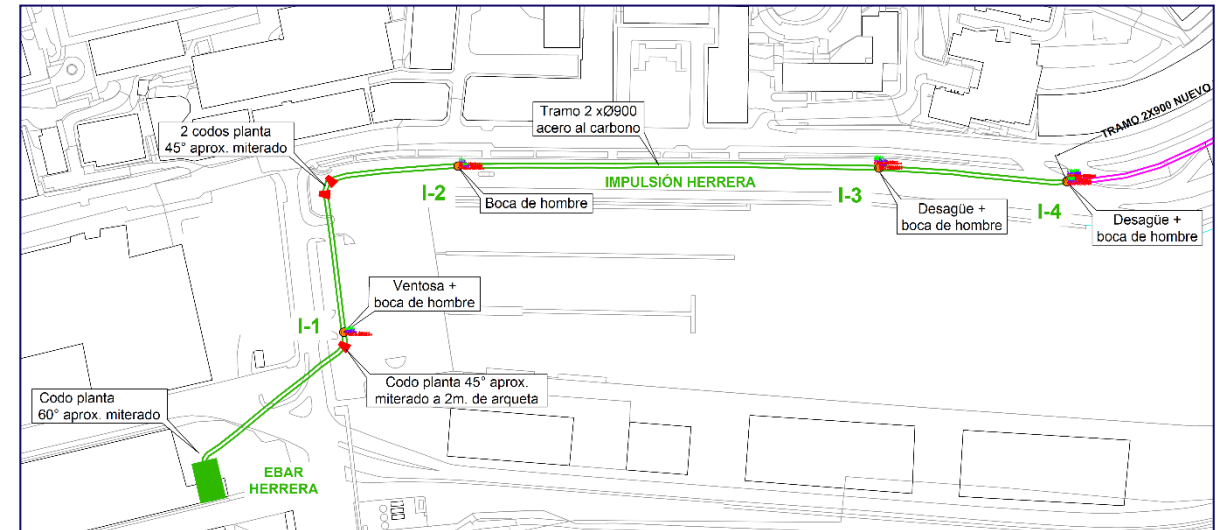 TRAMO 2X900 NUEVO
Tramo 2 xØ900
acero al carbono
2 codos planta
45° aprox. miterado
IMPULSIÓN HERRERA
I-2
I-3
I-4
Boca de hombre
Desagüe +
boca de hombre
Desagüe +
boca de hombre
Ventosa +
boca de hombre
I-1
Codo planta 45° aprox.
miterado a 2m. de arqueta
Codo planta
60° aprox. miterado
EBAR
HERRERA